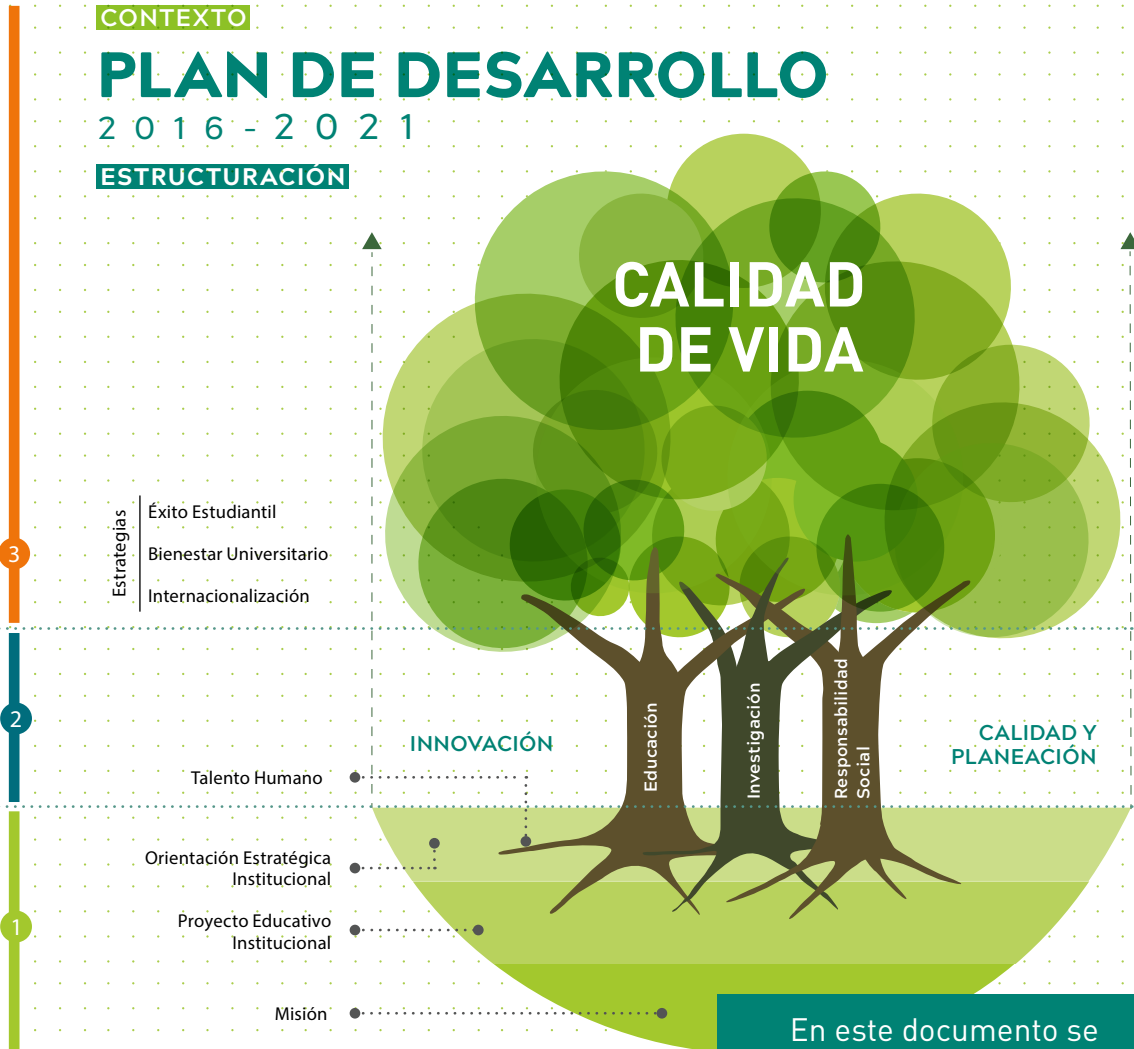 CONTEXTO
PLAN DE DESARROLLO
2016-2021
ESTRUCTURACIÓN
CALIDAD
DE VIDA
3
Estrategias
Éxito Estudiantil
Bienestar Universitario
Internacionalización
2
INNOVACIÓN
Educación
Investigación
Responsabilidad
Social
CALIDAD Y
PLANEACIÓN
Talento Humano
Orientación Estratégica
Institucional
1
Proyecto Educativo
Institucional
Misión
En este documento se